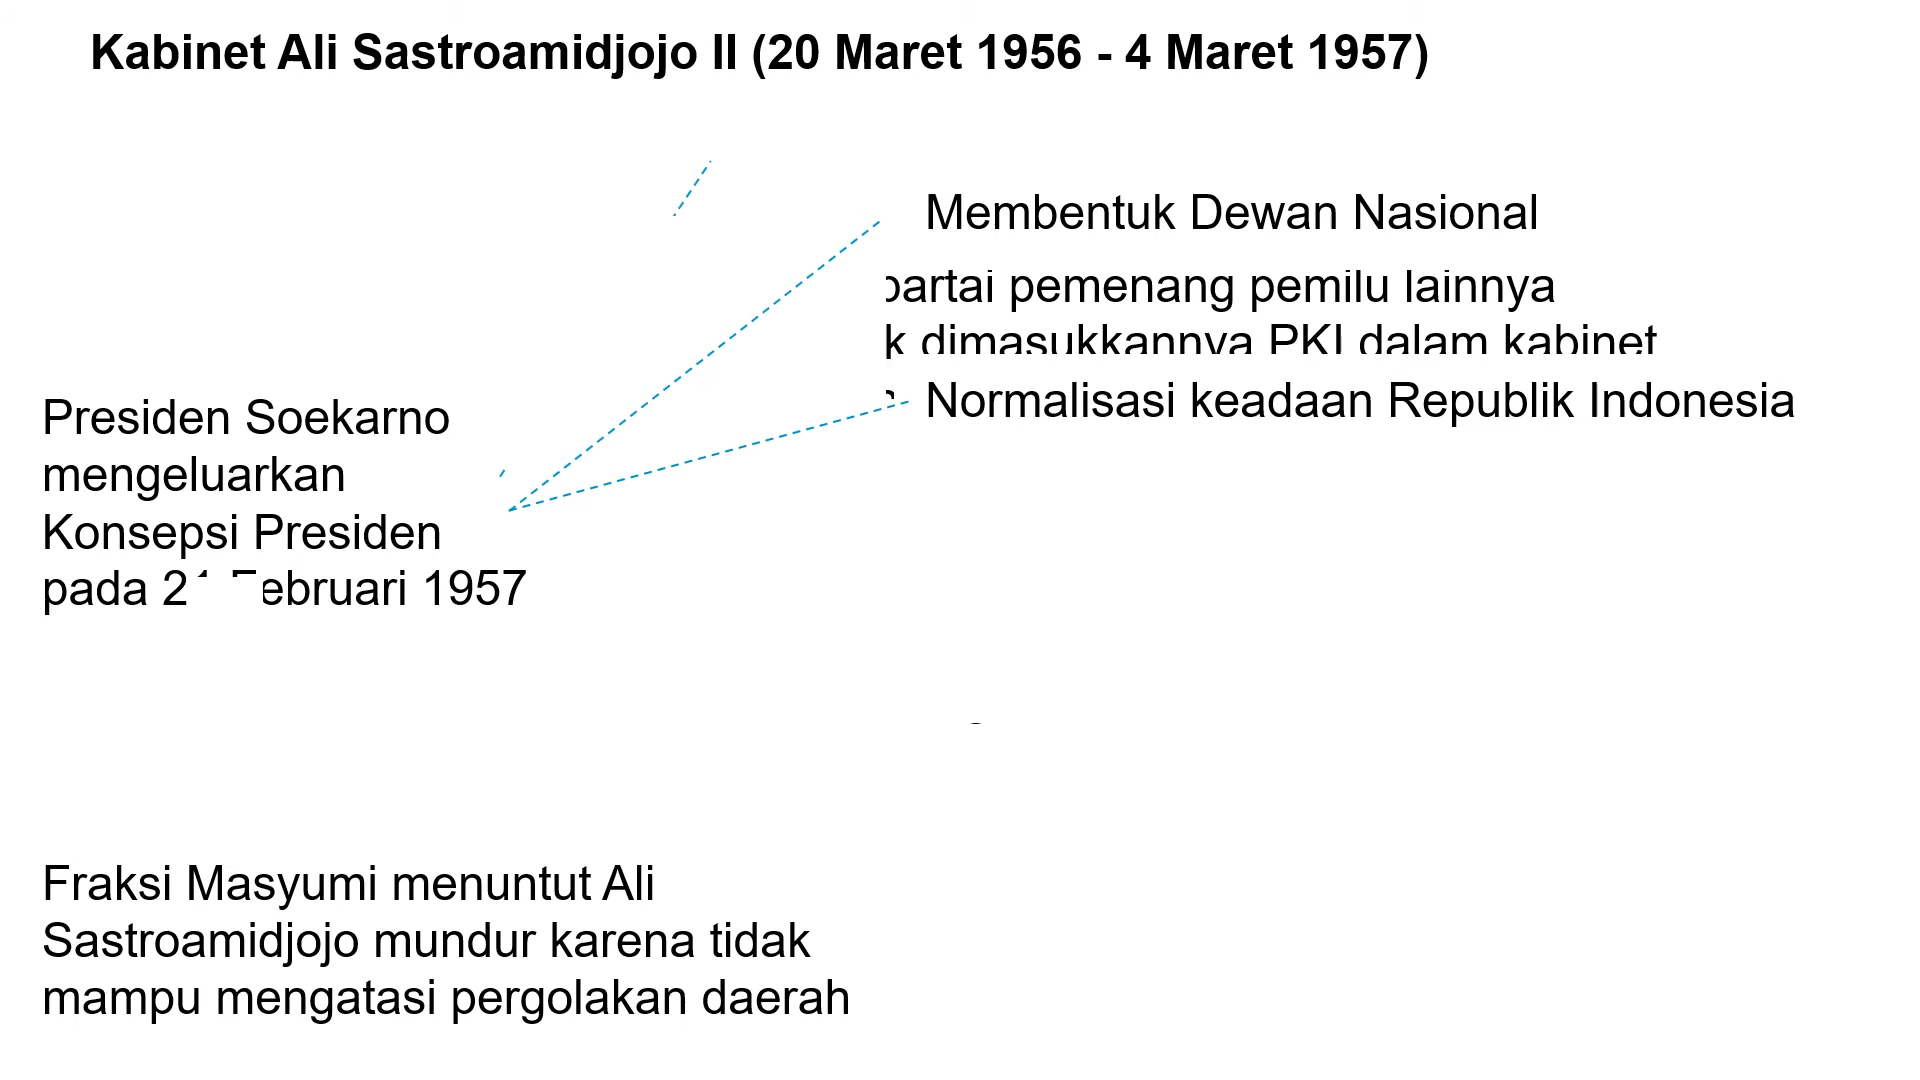 Kabinet Ali Sastroamidjojo II (20 Maret 1956 - 4 Maret 1957)
Membentuk Dewan Nasional
pemenang pemilu lainnya
dimasukkannya PKI dalam kabinet
Normalisasi keadaan Republik Indonesia
Presiden Soekarno
mengeluarkan
Konsepsi Presiden
pada 1957
Fraksi Masyumi menuntut Ali
Sastroamidjojo mundur karena tidak
mampu mengatasi pergolakan daerah